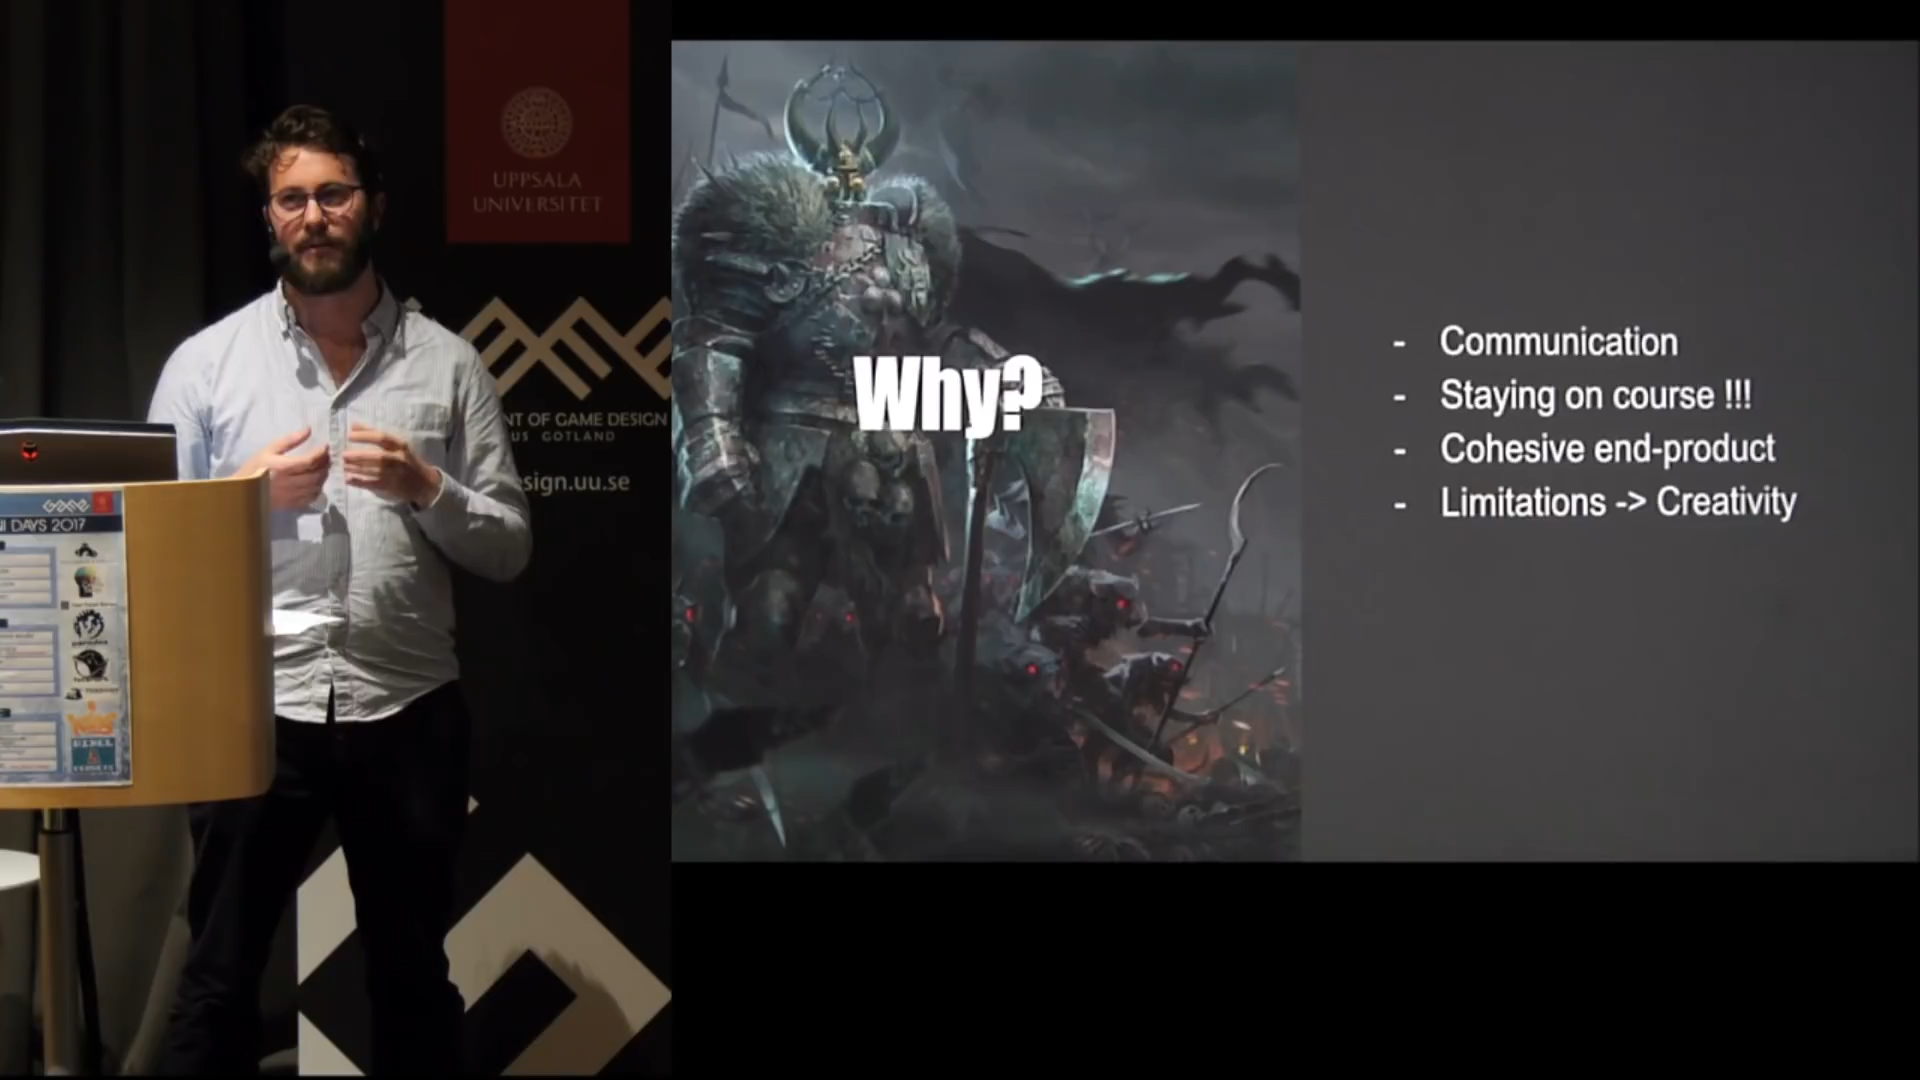 UPPSALA
UNIVERSITET
NT OF GAME DESIGN
US GOTLAND
sign.uu.se
NI DAYS 2017
Why?
- Communication
- Staying on course !!!
- Cohesive end-product
- Limitations -> Creativity